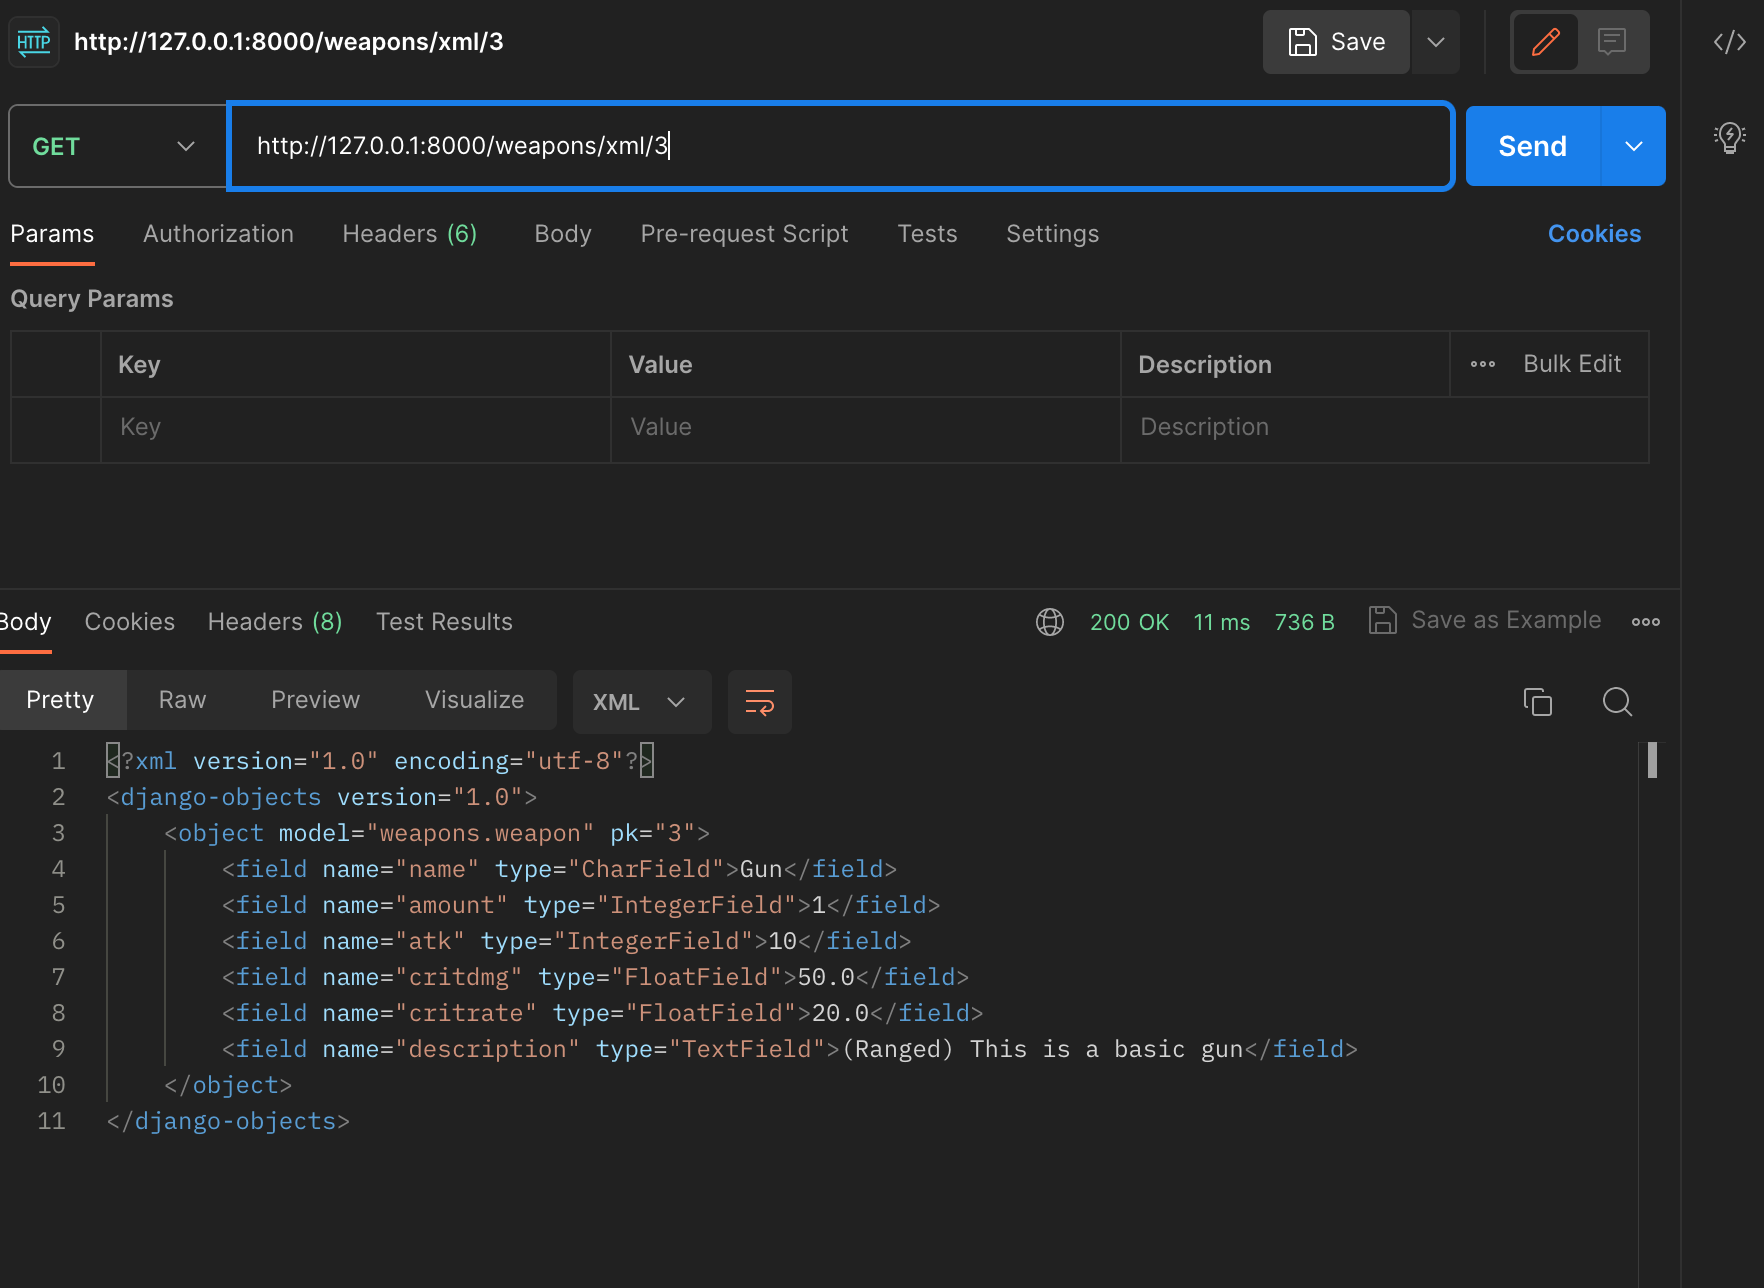 HTTP http://127.0.0.1:8000/weapons/xml/3 Save
GET http://127.0.0.1:8000/weapons/xml/3 Send
Params Authorization Headers (6) Body Pre-request Script Tests Settings Cookies
Query Params
Key Value Description Bulk Edit
Key Value Description
Body Cookies Headers (8) Test Results 200 OK 11 ms 736 B Save as Example
Pretty Raw Preview Visualize XML
1 <?xml version="1.0" encoding="utf-8"?>
2 <django-objects version="1.0">
3 <object model="weapons.weapon" pk="3">
4 <field name="name" type="CharField">Gun</field>
5 <field name="amount" type="IntegerField">1</field>
6 <field name="atk" type="IntegerField">10</field>
7 <field name="critdmg" type="FloatField">50.0</field>
8 <field name="critrate" type="FloatField">20.0</field>
9 <field name="description" type="TextField">(Ranged) This is a basic gun</field>
10 </object>
11 </django-objects>